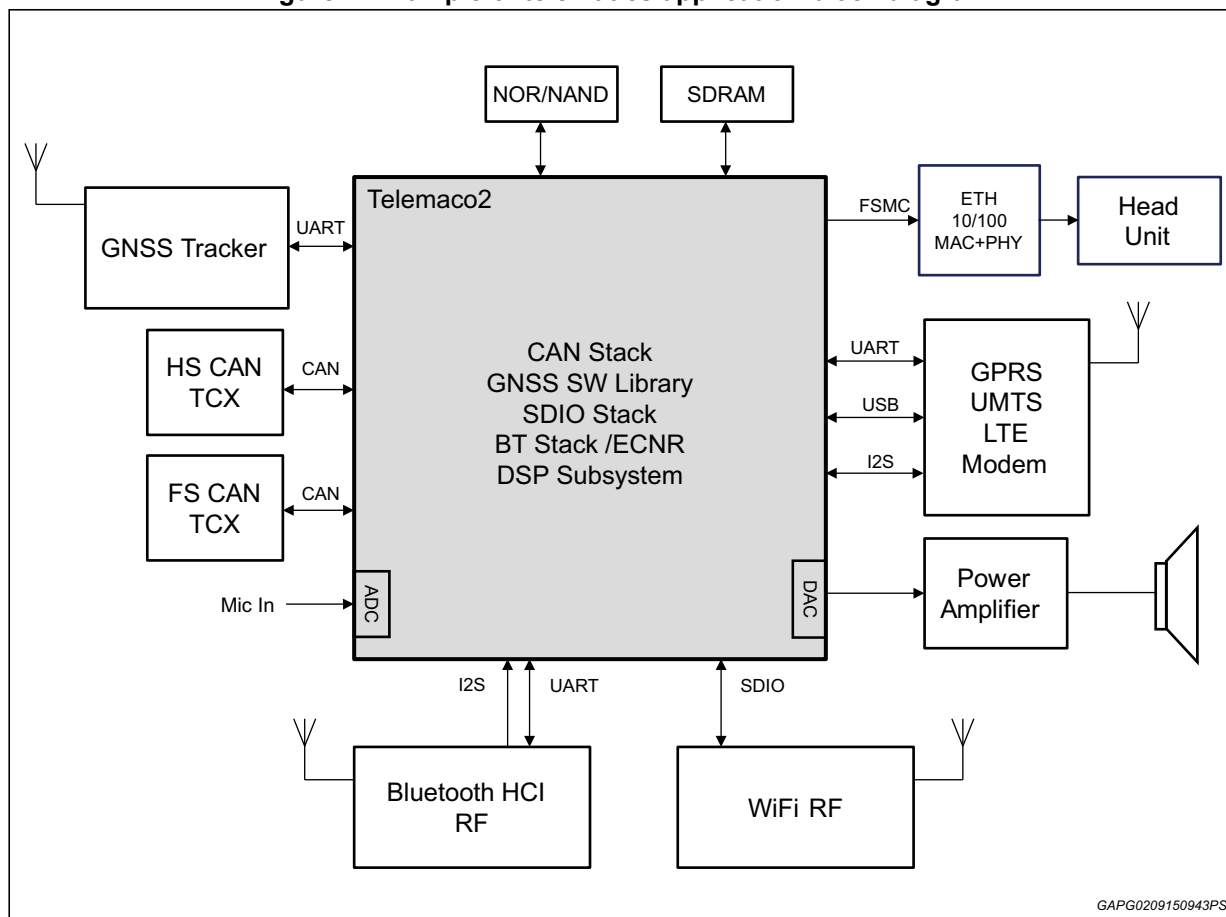 NOR/NAND
SDRAM
Telemaco2
GNSS Tracker
UART
FSMC
ETH
10/100
MAC+PHY
Head
Unit
HS CAN
TCX
CAN
FS CAN
TCX
CAN
CAN Stack
GNSS SW Library
SDIO Stack
BT Stack /ECNR
DSP Subsystem
UART
USB
I2S
GPRS
UMTS
LTE
Modem
Mic In
ADC
DAC
Power
Amplifier
I2S
UART
SDIO
Bluetooth HCI
RF
WiFi RF
GAPG0209150943PS